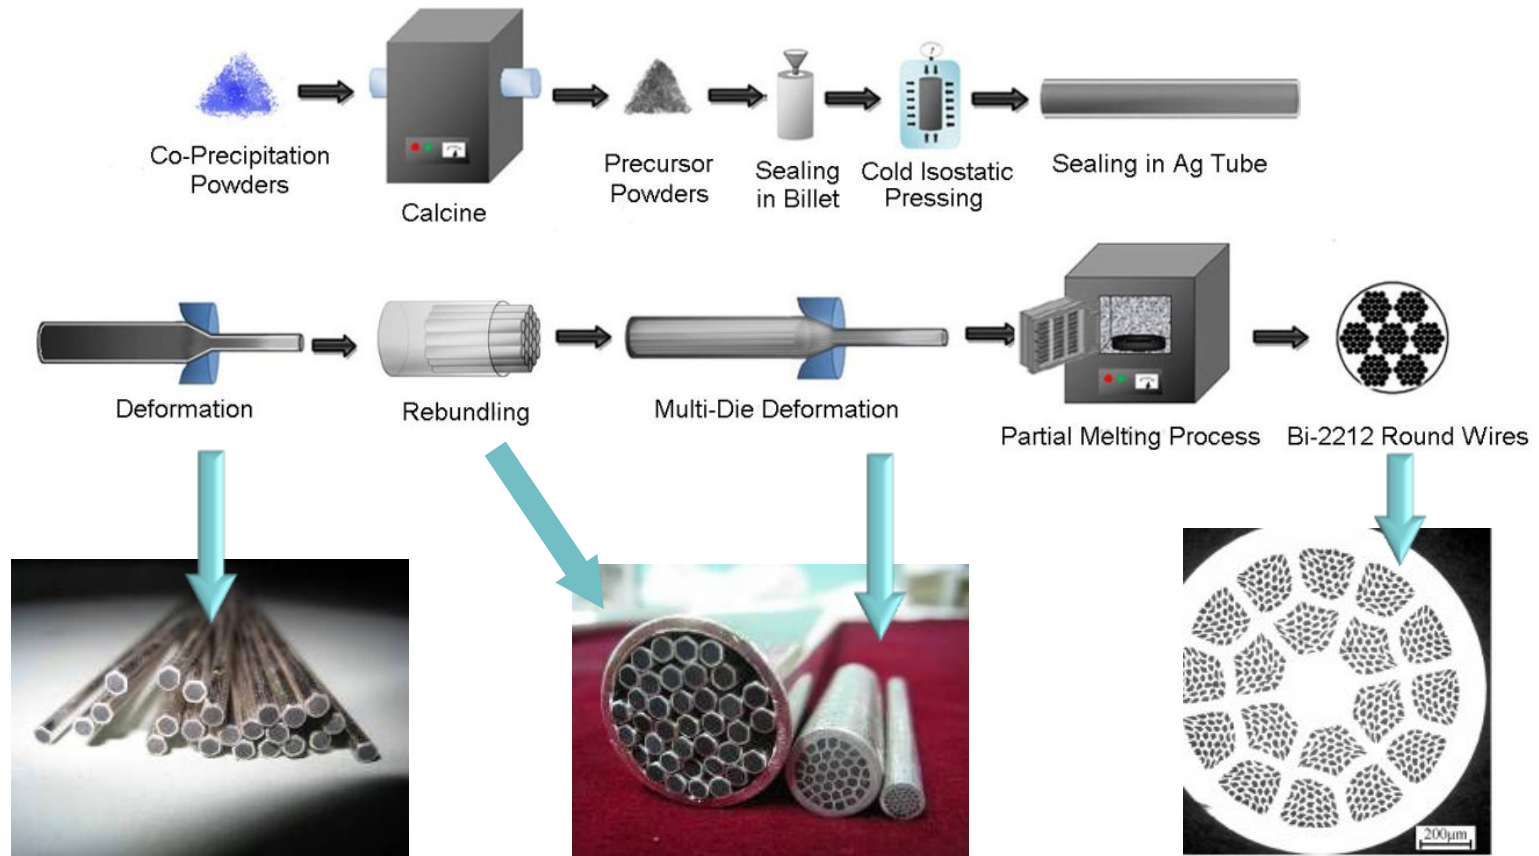 Co-Precipitation
Powders
Calcine
Precursor
Powders
Sealing
in Billet
Cold Isostatic
Pressing
Sealing in Ag Tube
Deformation
Rebundling
Multi-Die Deformation
Partial Melting Process
Bi-2212 Round Wires
200μm